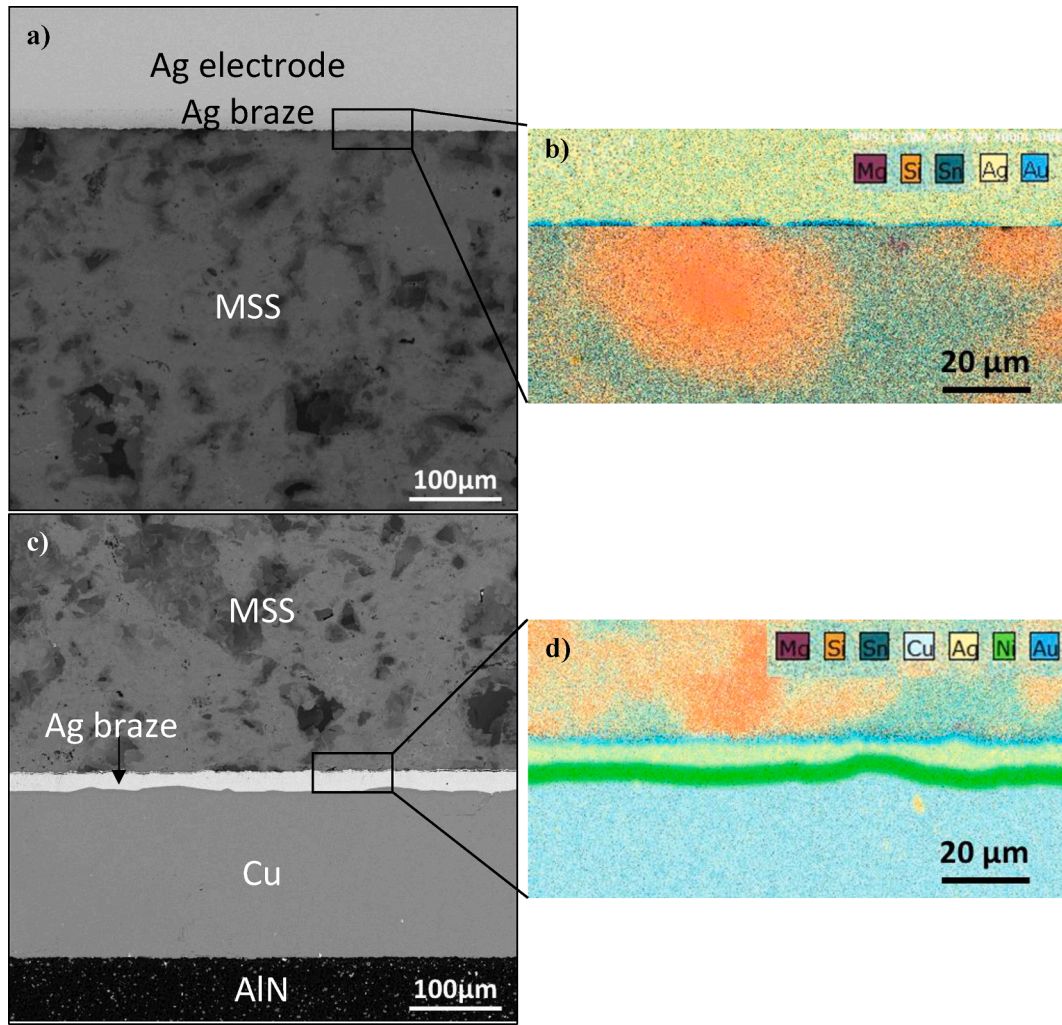 a)
Ag electrode
Ag braze
MSS
100µm
b)
Mg Si Sn Ag Au
20 µm
c)
MSS
Ag braze
Cu
AlN
100µm
d)
Mg Si Sn Cu Ag Ni Au
20 µm